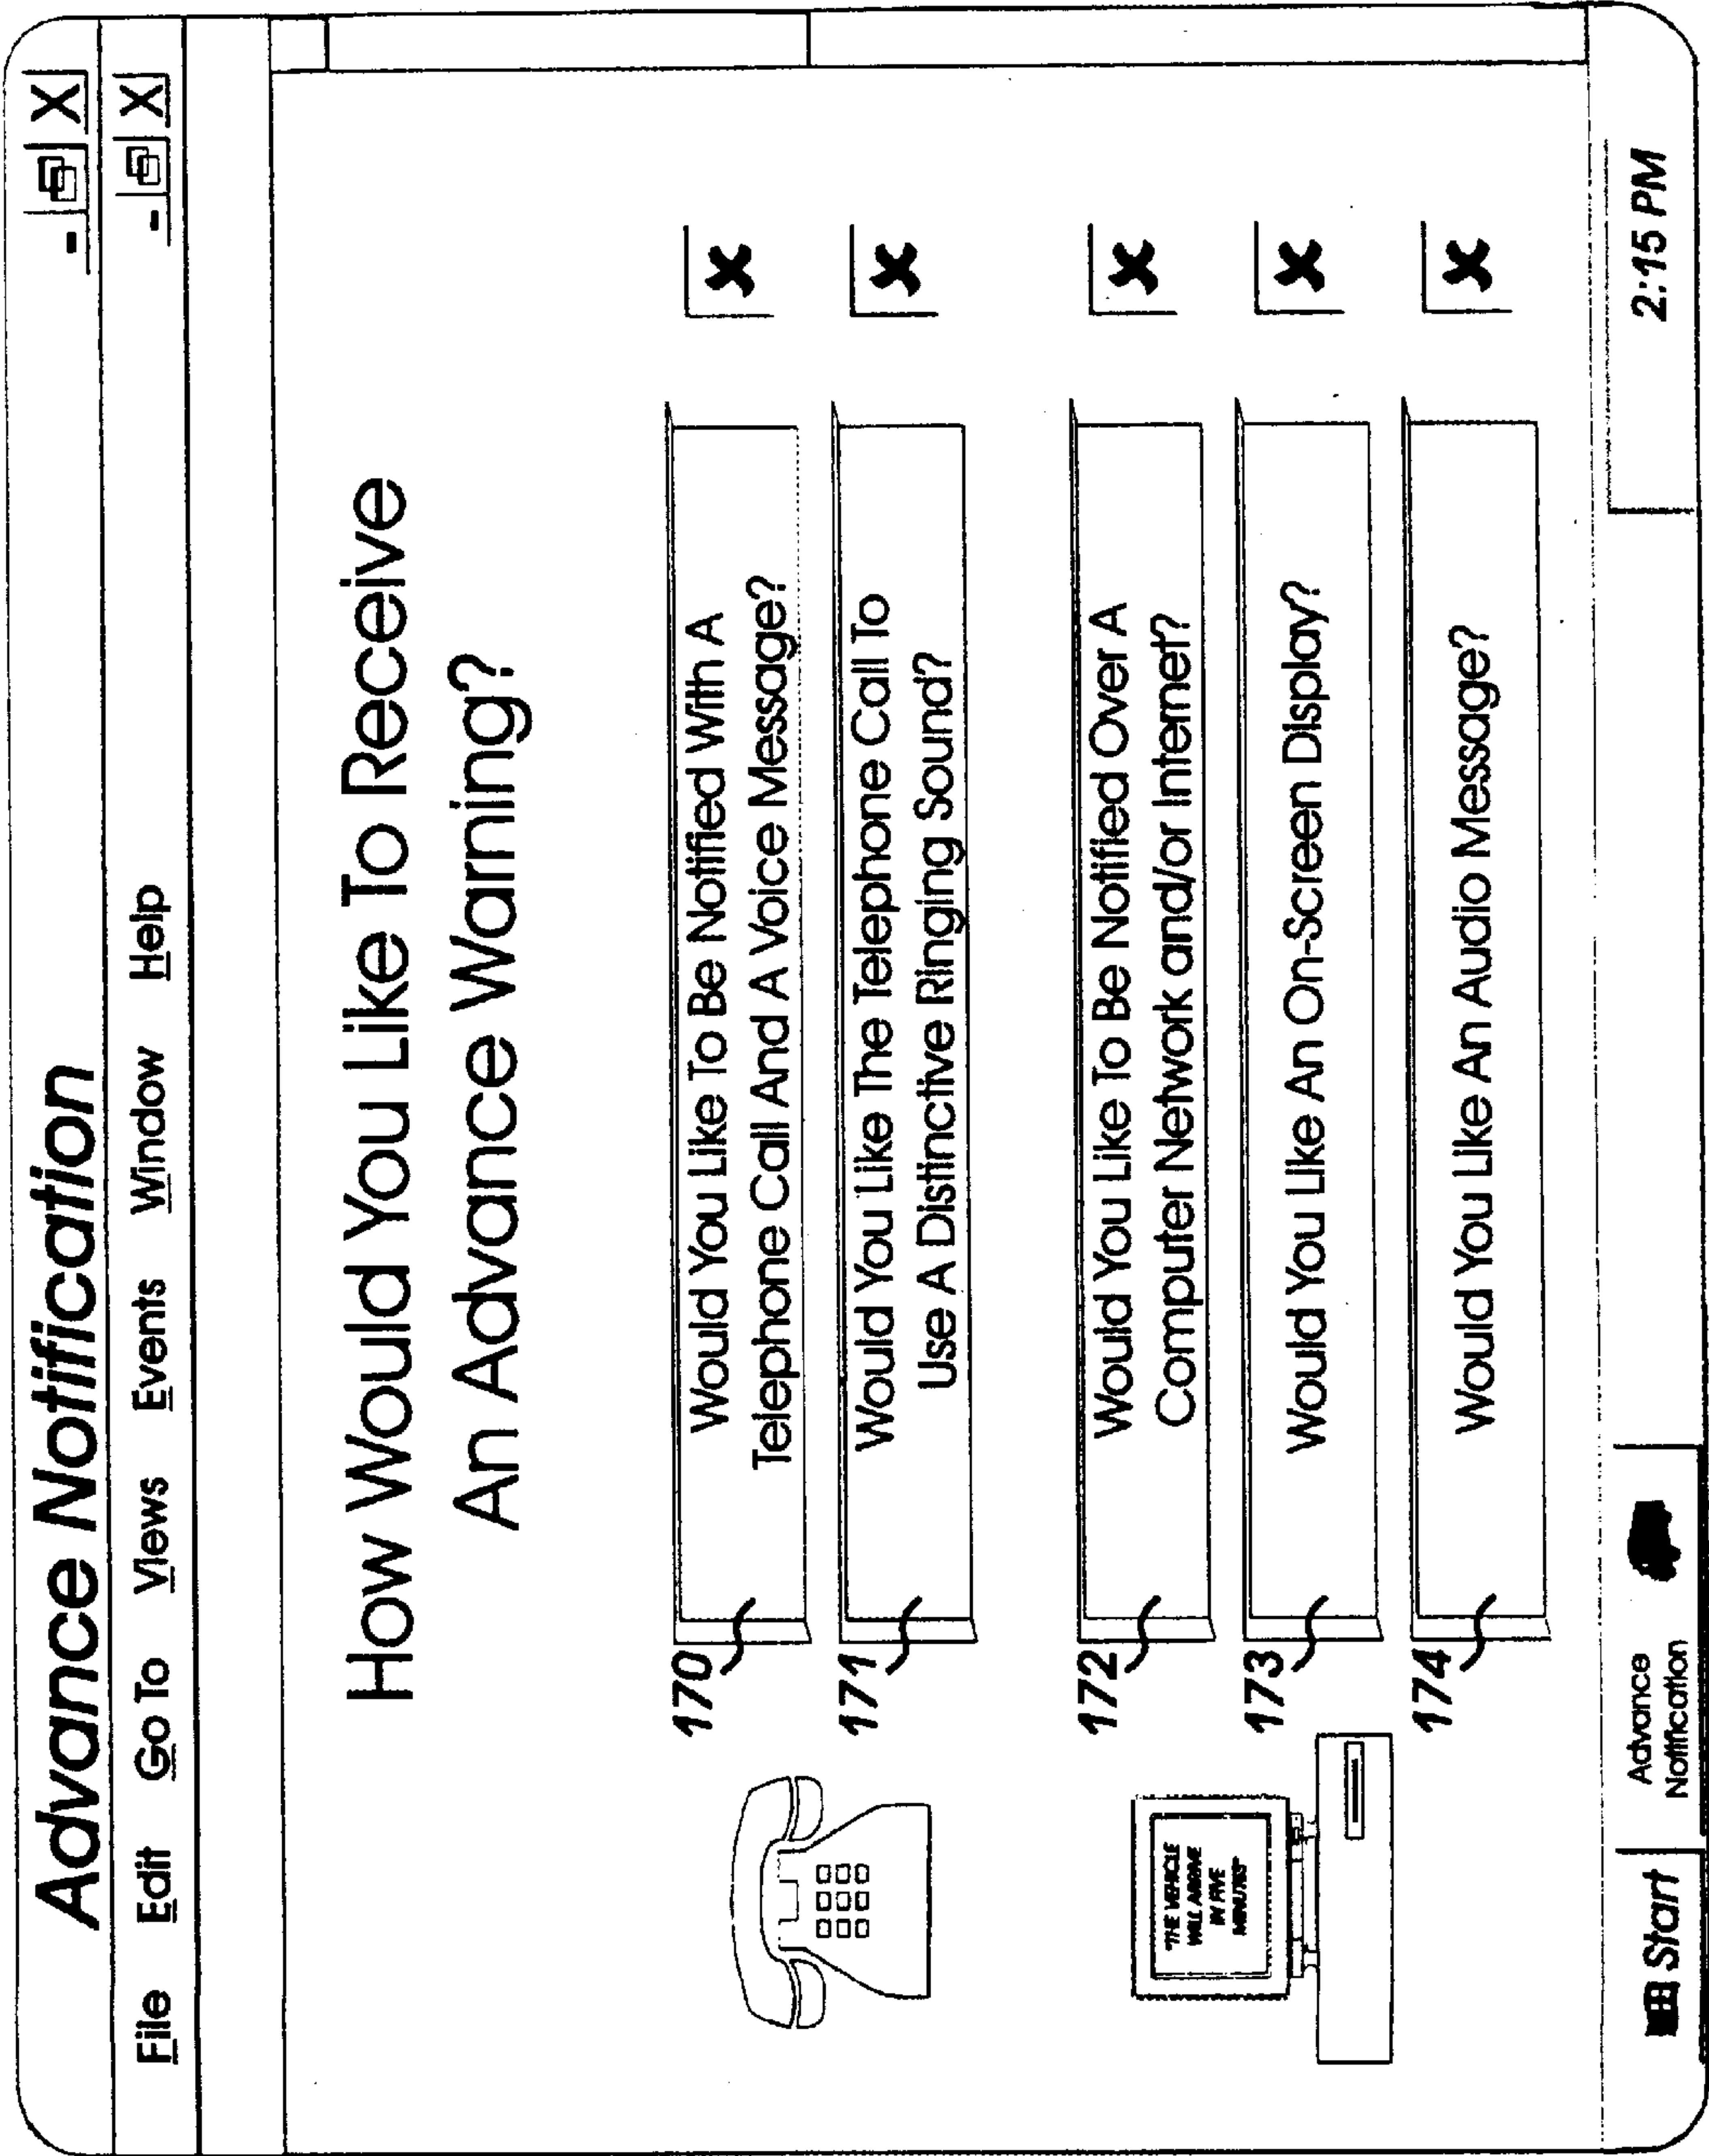 Advance Notification
X
File Edit Go To Views Events Window Help
X
How Would You Like To Receive
An Advance Warning?
170
Would You Like To Be Notified With A
Telephone Call And A Voice Message?
X
171
Would You Like The Telephone Call To
Use A Distinctive Ringing Sound?
X
"THE VEHICLE
WILL ARRIVE
IN FIVE
MINUTES"
172
Would You Like To Be Notified Over A
Computer Network and/or Internet?
X
173
Would You Like An On-Screen Display?
X
174
Would You Like An Audio Message?
X
Start
Advance
Notification
2:15 PM